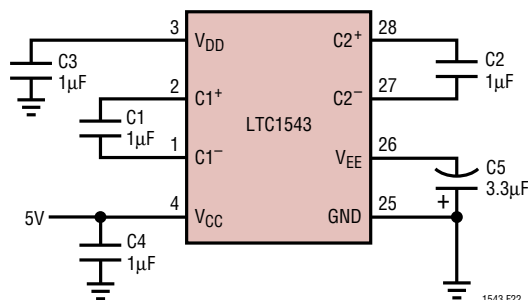 3
VDD
C2+
28
C3
1µF
C2
1µF
2
C1+
C2−
27
C1
1µF
LTC1543
1
C1−
VEE
26
C5
3.3µF
+
5V
4
VCC
GND
25
C4
1µF
1543 F22